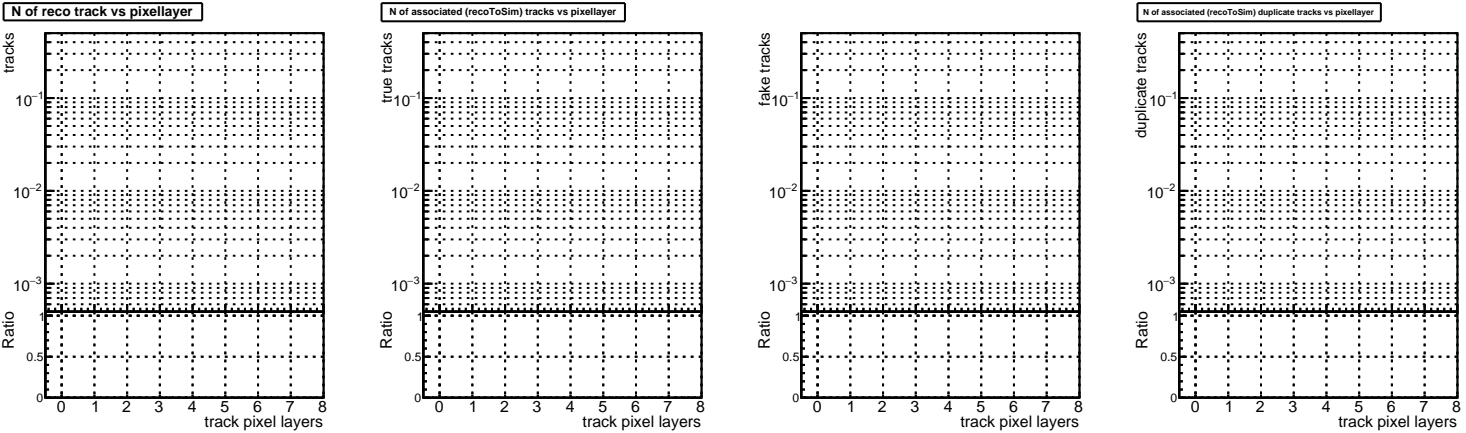 N of reco track vs pixellayer
tracks
10⁻¹
10⁻²
10⁻³
Ratio
1
0.5
0
0 1 2 3 4 5 6 7 8
track pixel layers
N of associated (recoToSim) tracks vs pixellayer
true tracks
10⁻¹
10⁻²
10⁻³
Ratio
1
0.5
0
0 1 2 3 4 5 6 7 8
track pixel layers
fake tracks
10⁻¹
10⁻²
10⁻³
Ratio
1
0.5
0
0 1 2 3 4 5 6 7 8
track pixel layers
N of associated (recoToSim) duplicate tracks vs pixellayer
duplicate tracks
10⁻¹
10⁻²
10⁻³
Ratio
1
0.5
0
0 1 2 3 4 5 6 7 8
track pixel layers